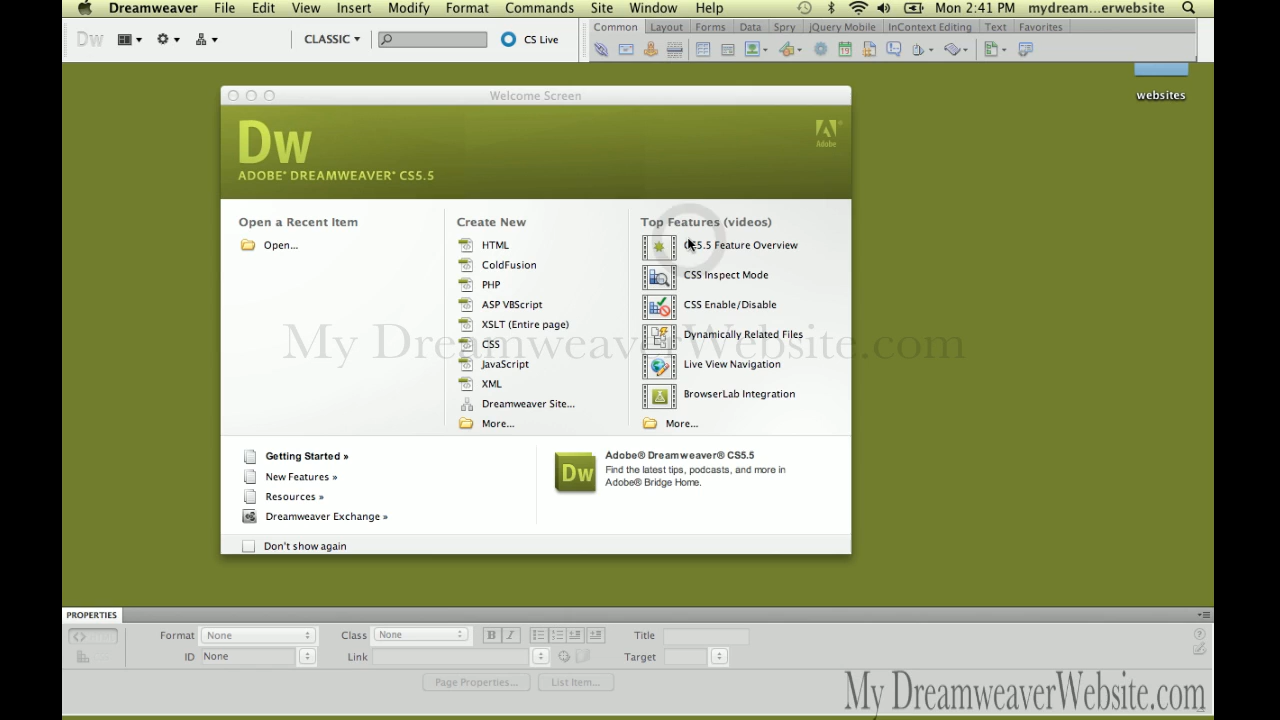 Dreamweaver File Edit View Insert Modify Format Commands Site Window Help Mon 2:41 PM mydream...erwebsite
Dw CLASSIC CS Live
Common Layout Forms Data Spry jQuery Mobile InContext Editing Text Favorites
websites
Welcome Screen
Dw
ADOBE® DREAMWEAVER® CS5.5
Adobe
Open a Recent Item
Open...
Create New
HTML
ColdFusion
PHP
ASP VBScript
XSLT (Entire page)
CSS
JavaScript
XML
Dreamweaver Site...
More...
Top Features (videos)
CS5.5 Feature Overview
CSS Inspect Mode
CSS Enable/Disable
Dynamically Related Files
Live View Navigation
BrowserLab Integration
More...
My DreamweaverWebsite.com
Getting Started »
New Features »
Resources »
Dreamweaver Exchange »
Dw
Adobe® Dreamweaver® CS5.5
Find the latest tips, podcasts, and more in
Adobe® Bridge Home.
Don't show again
PROPERTIES
Format None Class None B I Title
ID None Link Target
Page Properties... List Item...
My DreamweaverWebsite.com